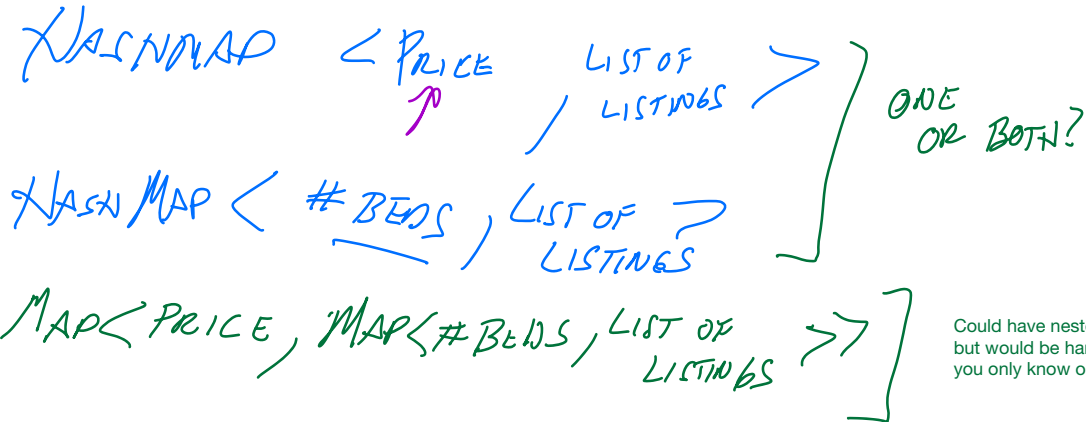 HASHMAP < PRICE , LIST OF LISTINGS >
ONE OR BOTH?
HASHMAP < # BEDS , LIST OF LISTINGS >
MAP< PRICE, MAP< # BEDS, LIST OF LISTINGS >>
Could have nest
but would be ha
you only know o